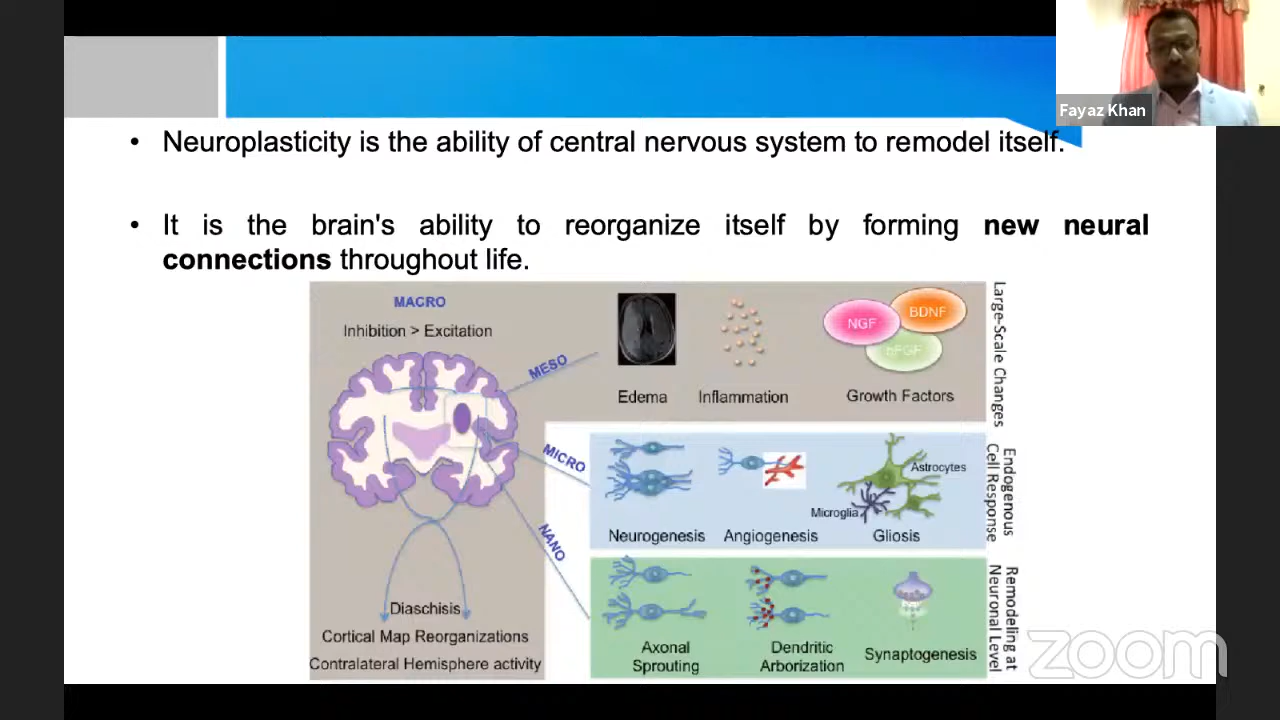 Fayaz Khan
• Neuroplasticity is the ability of central nervous system to remodel itself.
• It is the brain's ability to reorganize itself by forming new neural
connections throughout life.
MACRO
Inhibition > Excitation
MESO
MICRO
NANO
Diaschisis
Cortical Map Reorganizations
Contralateral Hemisphere activity
Edema
Inflammation
NGF
BDNF
Growth Factors
Large-Scale Changes
Neurogenesis
Angiogenesis
Astrocytes
Microglia
Gliosis
Endogenous
Cell Response
Axonal
Sprouting
Dendritic
Arborization
Synaptogenesis
Remodeling at
Neuronal Level
zoom